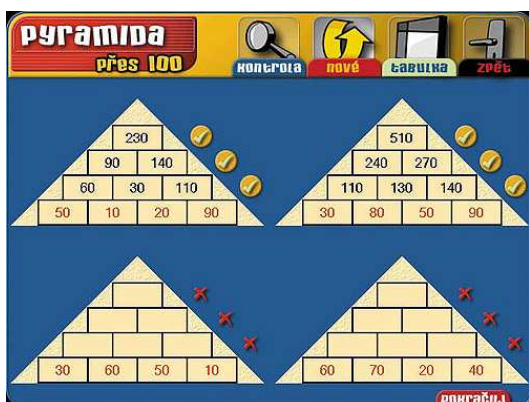 PYRAMIDA
PŘES 100
KONTROLA
NOVÉ
TABULKA
ZPĚT
230
90 140
60 30 110
50 10 20 90
510
240 270
110 130 140
30 80 50 90
30 60 50 10
60 70 20 40
POKRAČUJ